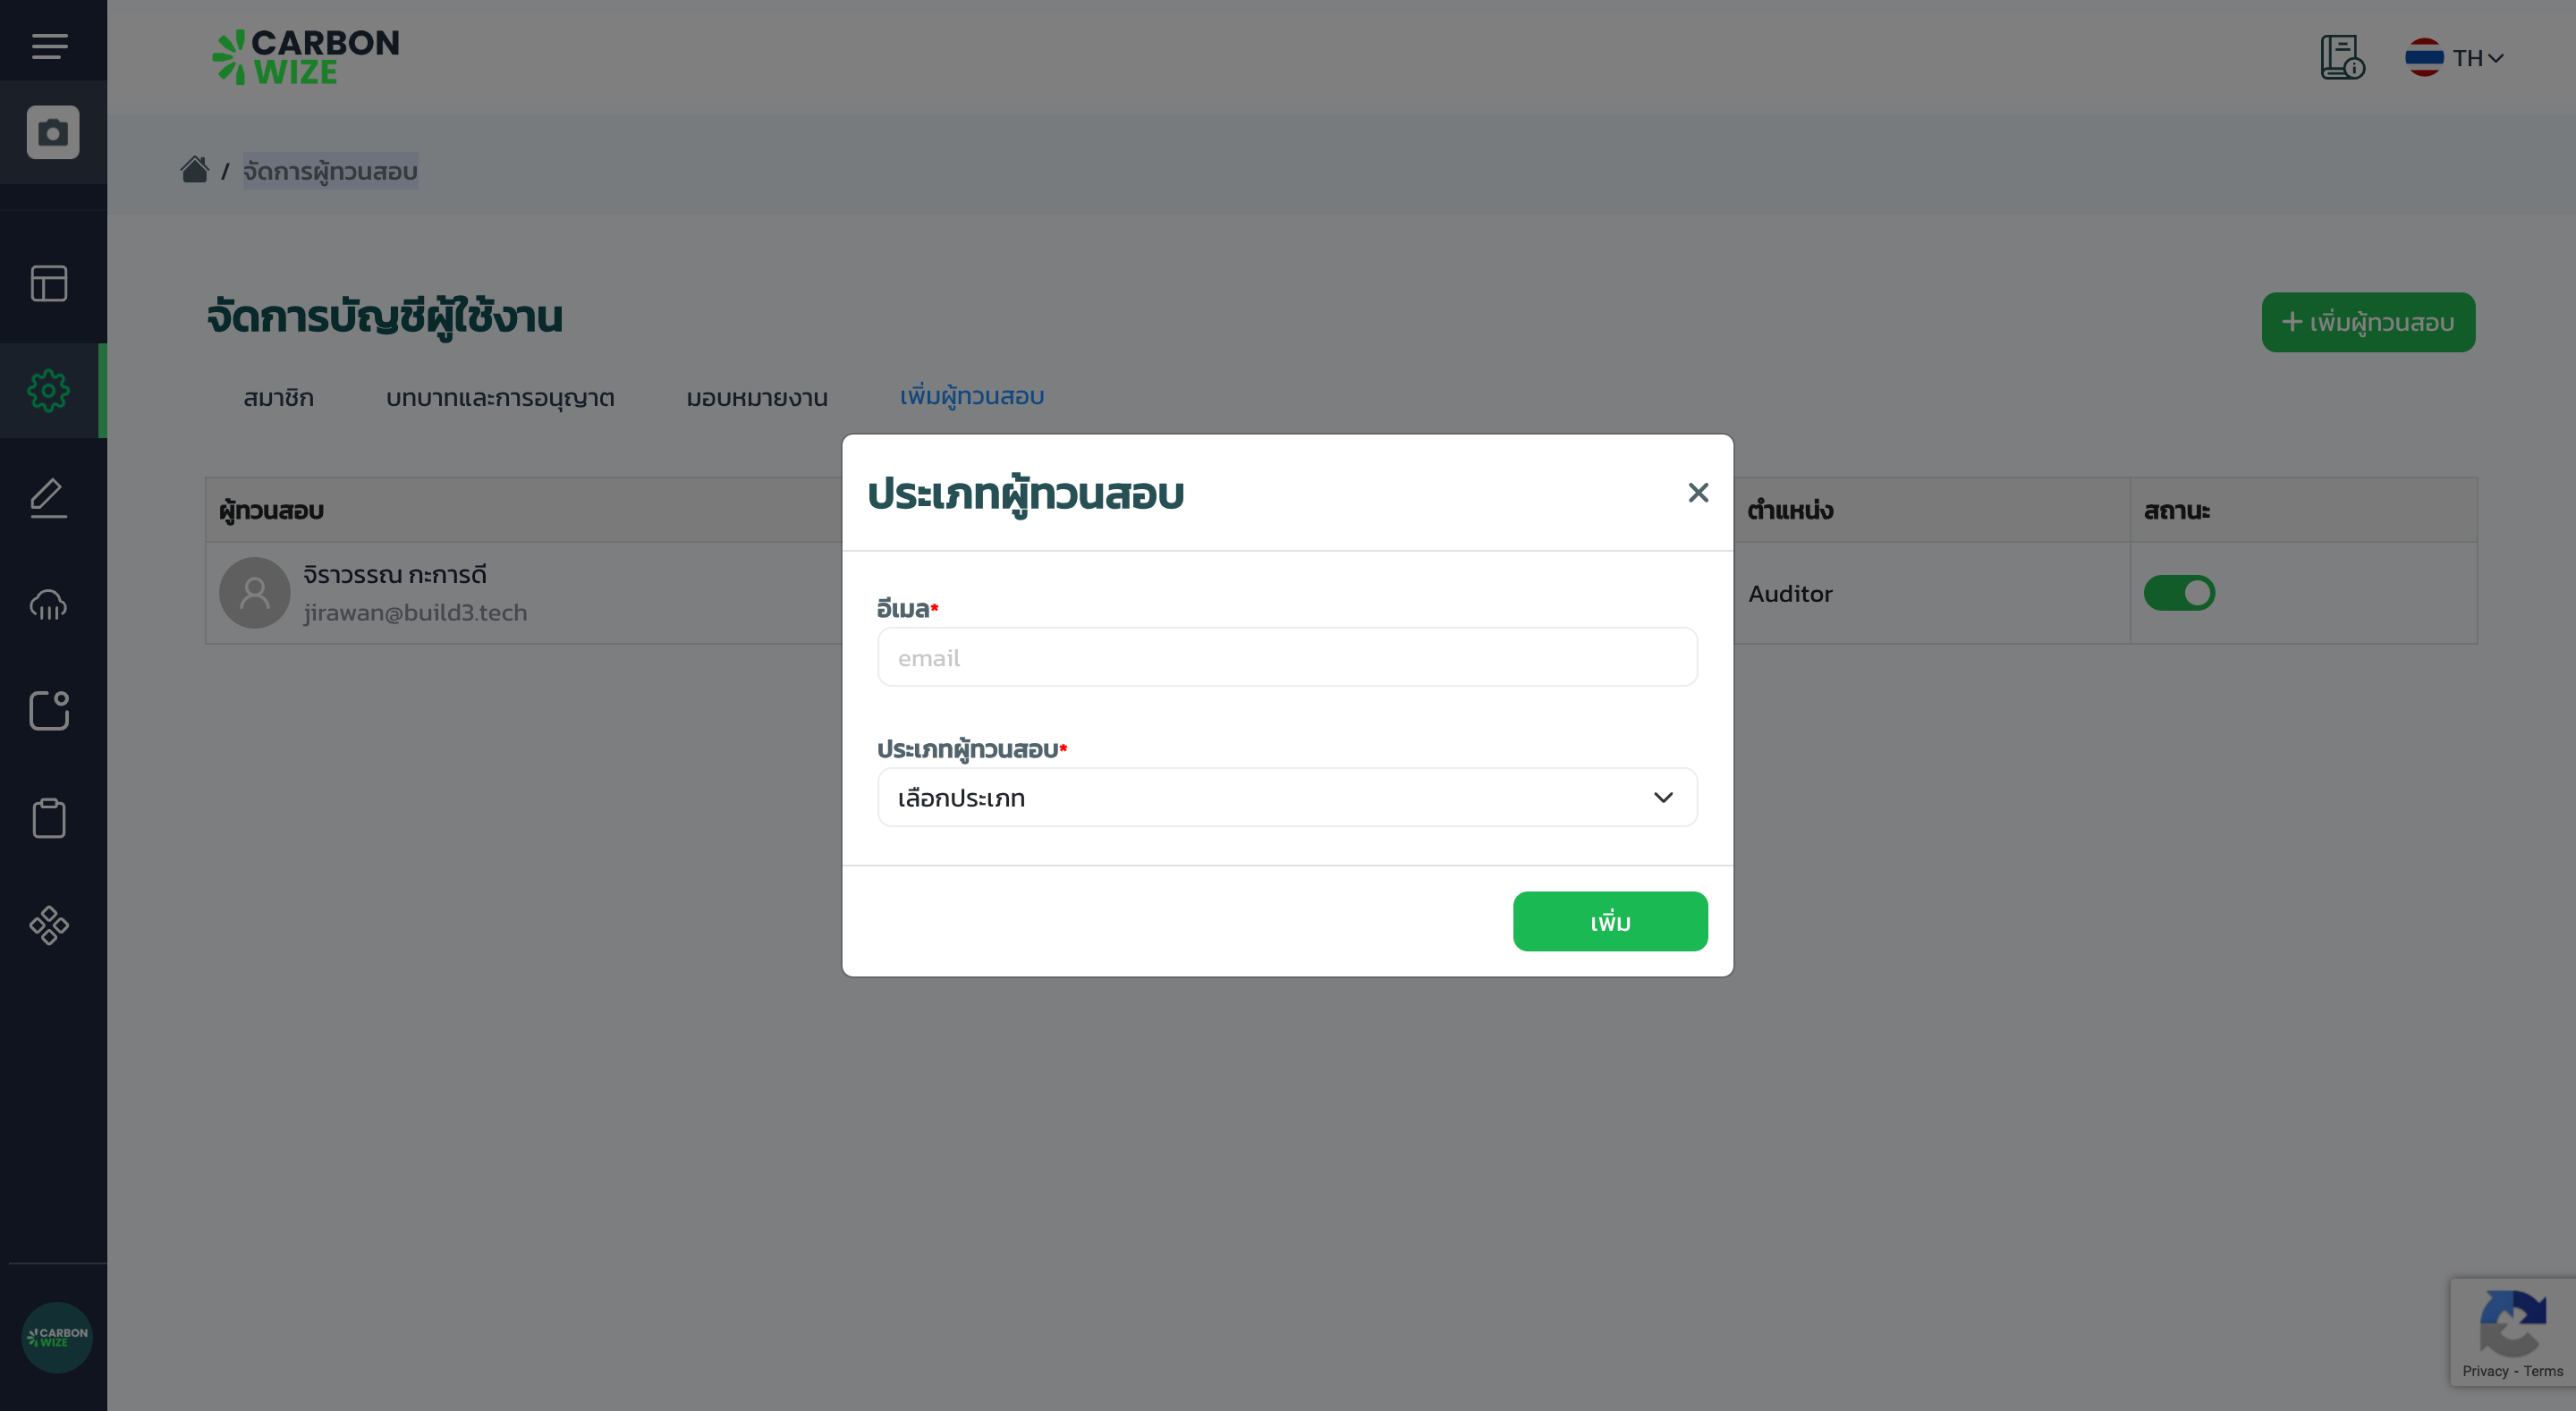 CARBON
WIZE
TH
/ จัดการผู้ทวนสอบ
จัดการบัญชีผู้ใช้งาน
+ เพิ่มผู้ทวนสอบ
สมาชิก บทบาทและการอนุญาต มอบหมายงาน เพิ่มผู้ทวนสอบ
ผู้ทวนสอบ ตำแหน่ง สถานะ
จิราวรรณ กะการดี
jirawan@build3.tech
Auditor
ประเภทผู้ทวนสอบ
อีเมล*
email
ประเภทผู้ทวนสอบ*
เลือกประเภท
เพิ่ม
CARBON
WIZE
Privacy - Terms